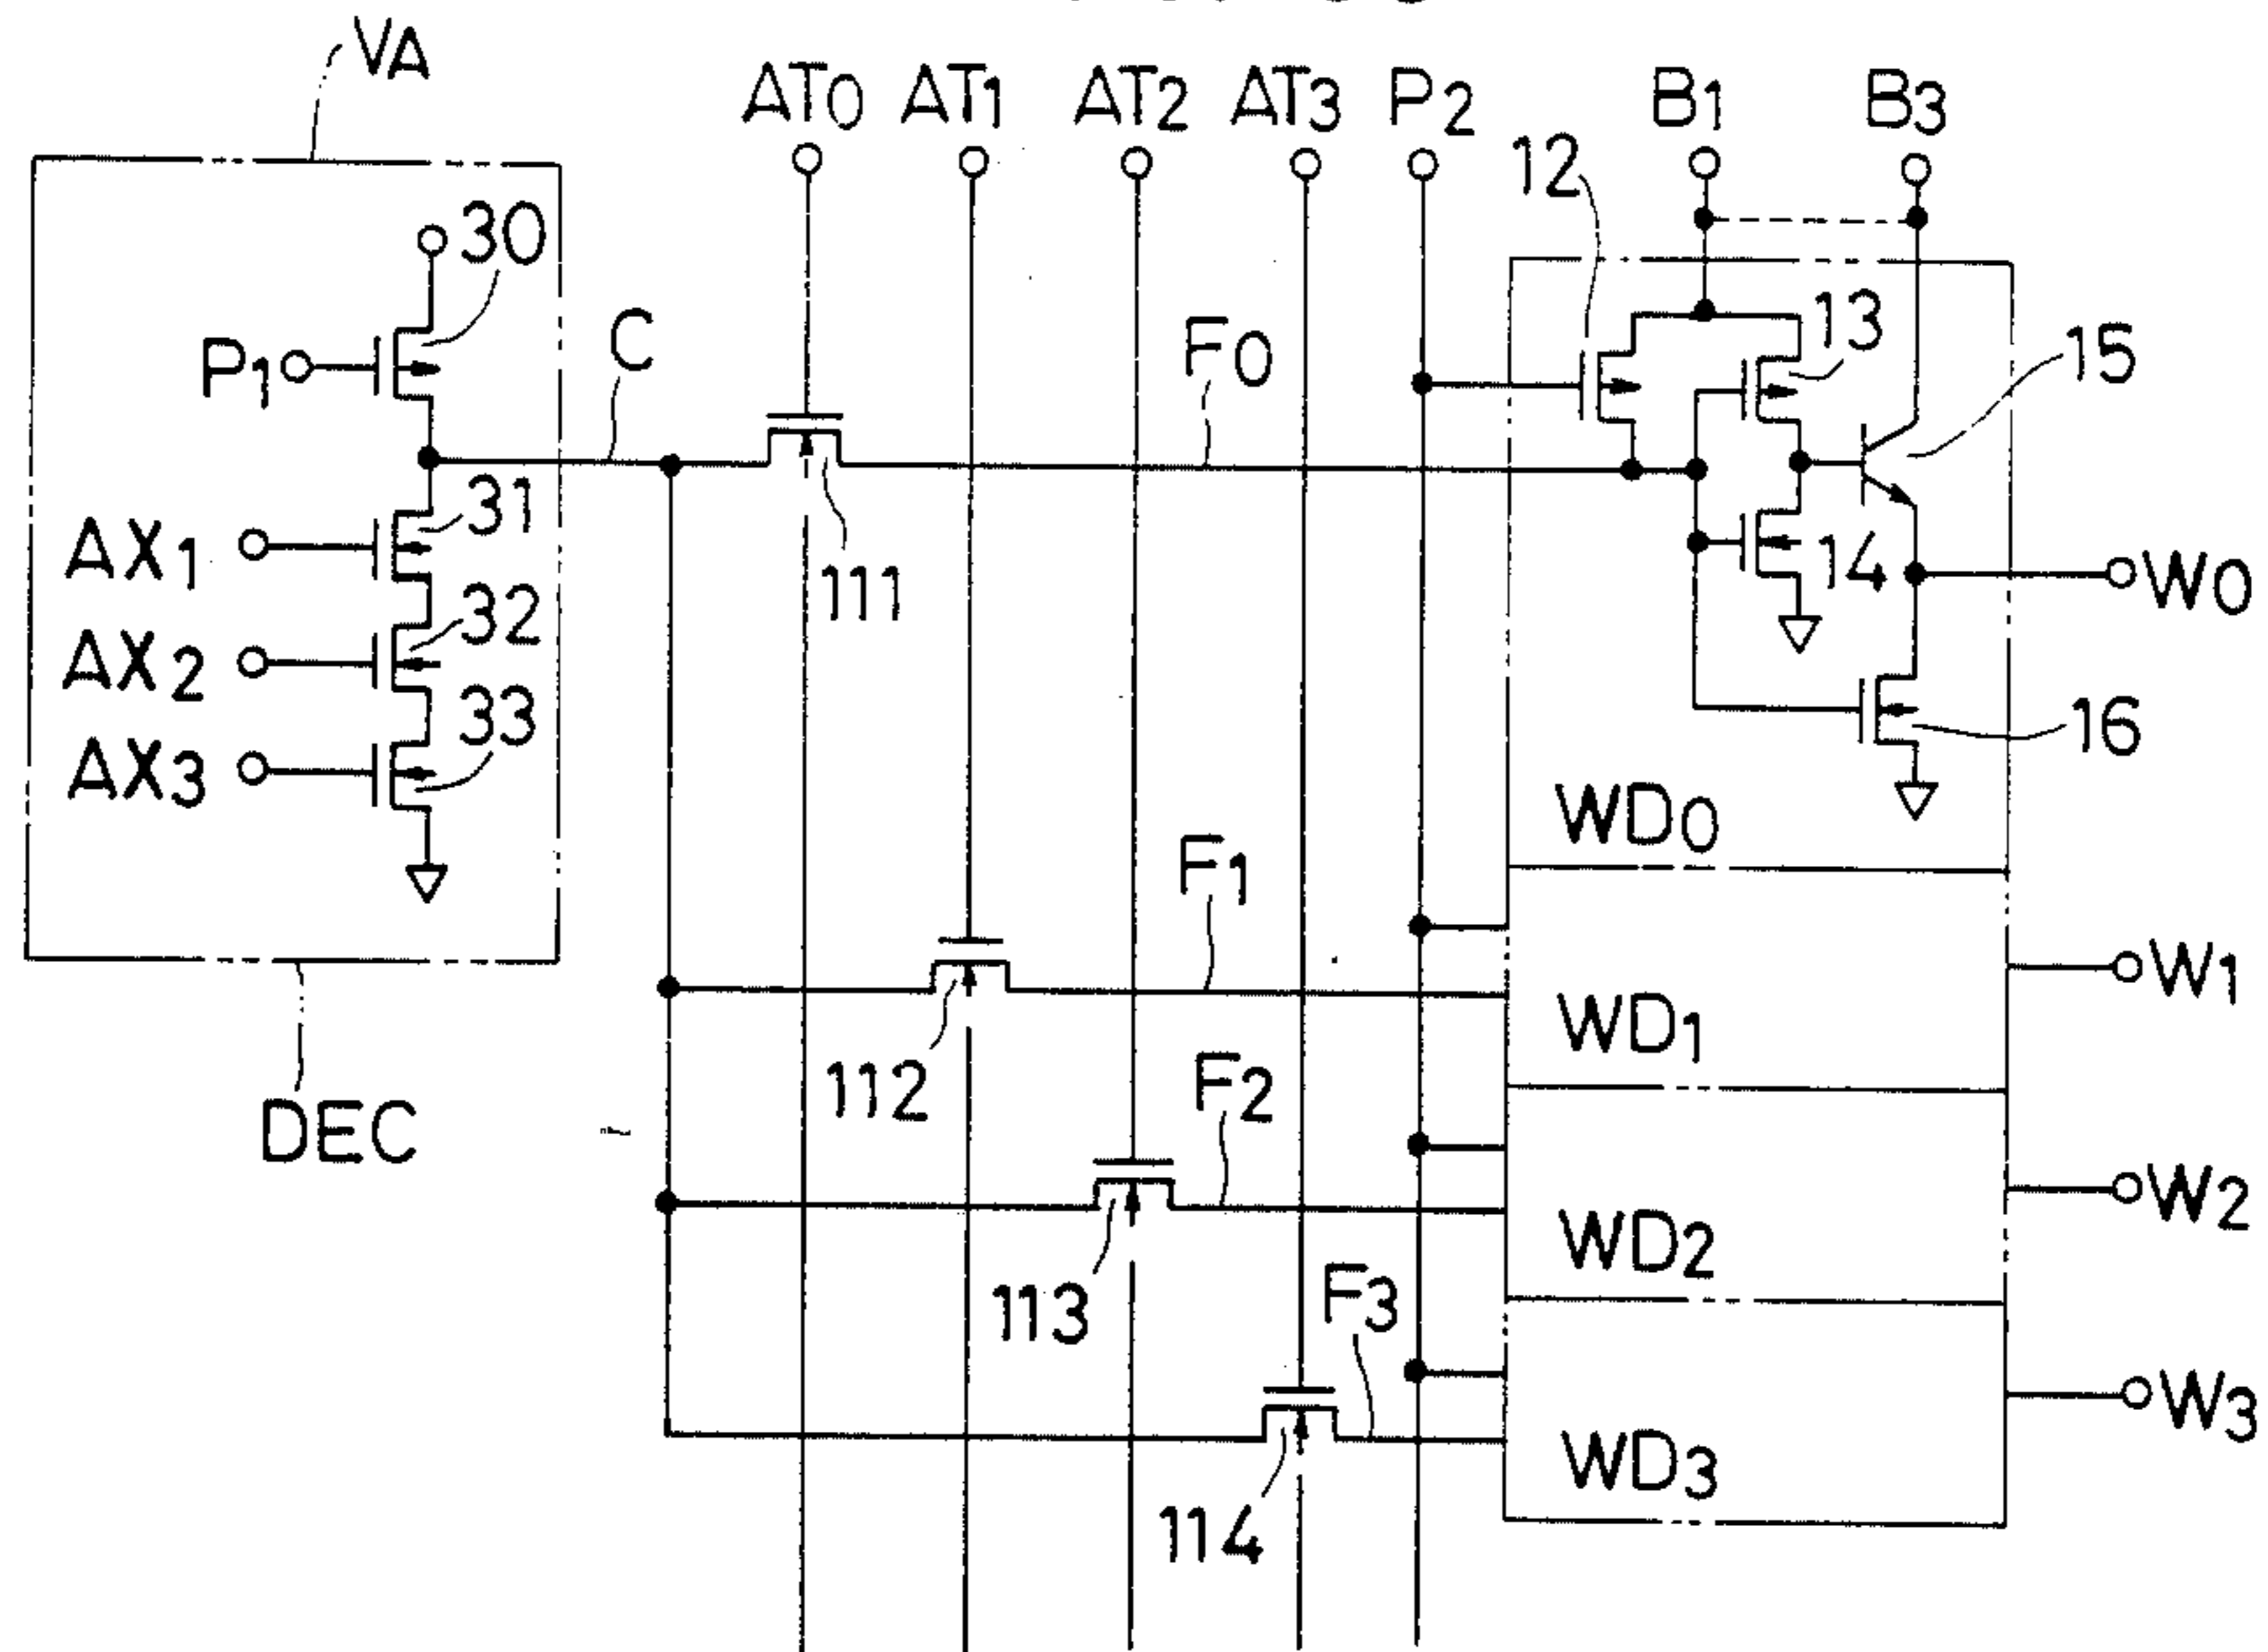 VA
AT0 AT1 AT2 AT3 P2 B1 B3
12
30
13
P1
C
F0
15
31
AX1
111
14
W0
32
AX2
33
16
AX3
WD0
F1
W1
WD1
112
F2
DEC
W2
WD2
113
F3
W3
WD3
114